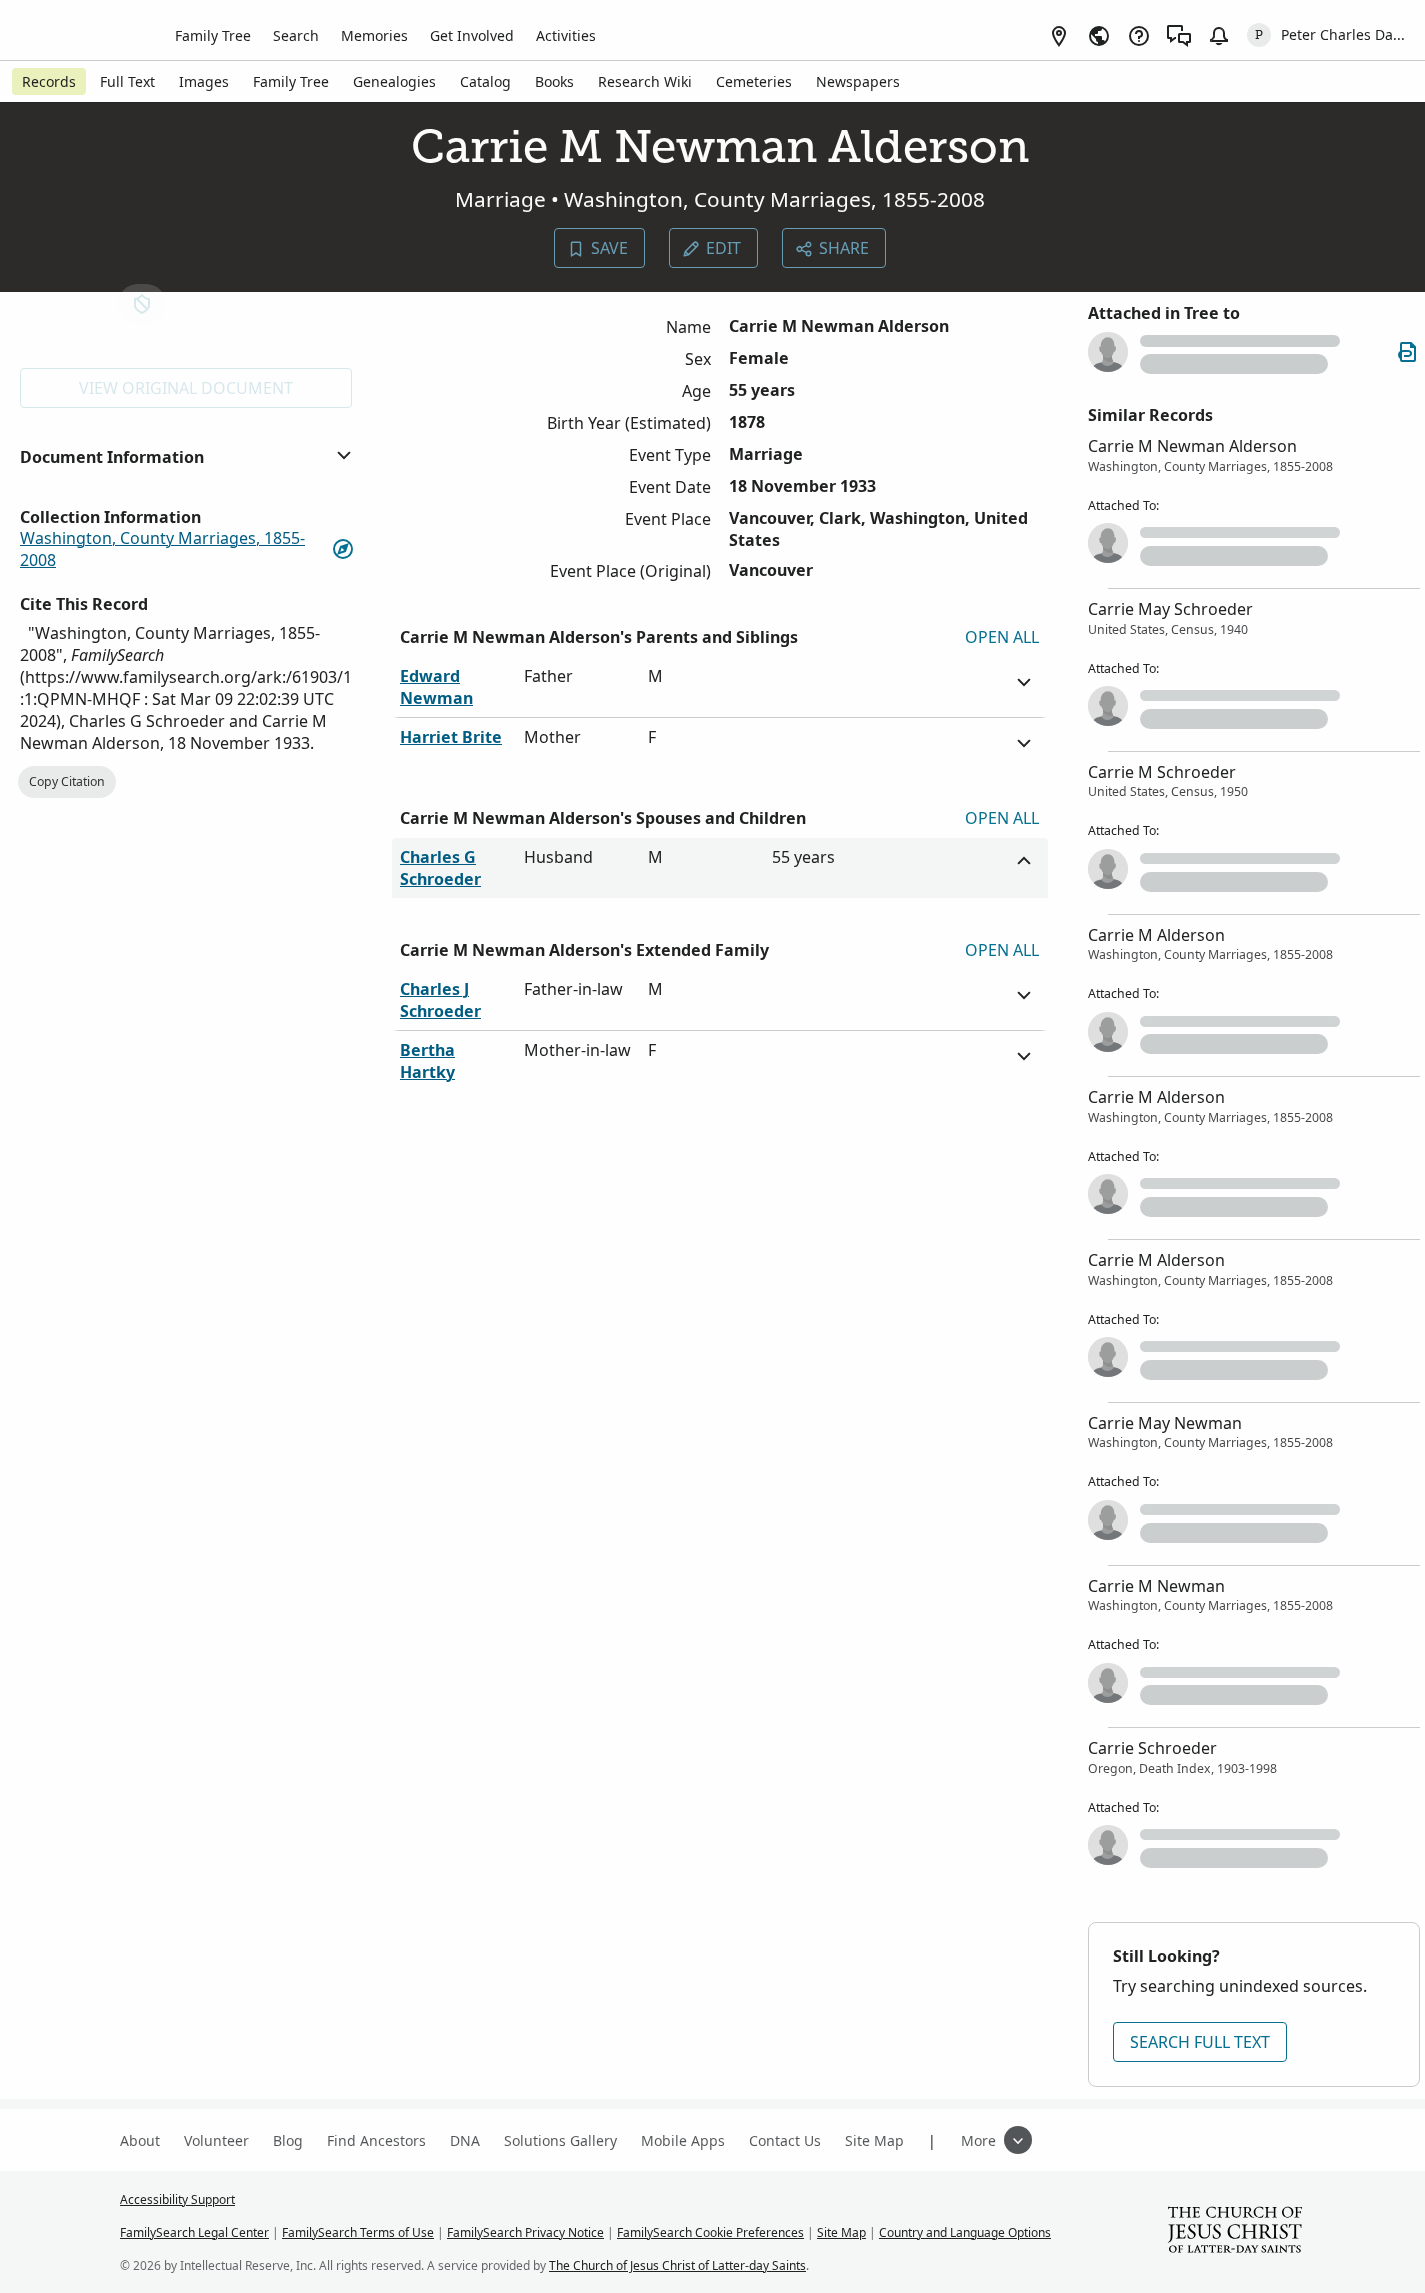 Family Tree Search Memories Get Involved Activities P Peter Charles Da...
Records Full Text Images Family Tree Genealogies Catalog Books Research Wiki Cemeteries Newspapers
Carrie M Newman Alderson
Marriage • Washington, County Marriages, 1855-2008
SAVE EDIT SHARE
VIEW ORIGINAL DOCUMENT
Document Information
Collection Information
Washington, County Marriages, 1855-
2008
Cite This Record
"Washington, County Marriages, 1855-
2008", FamilySearch
(https://www.familysearch.org/ark:/61903/1
:1:QPMN-MHQF : Sat Mar 09 22:02:39 UTC
2024), Charles G Schroeder and Carrie M
Newman Alderson, 18 November 1933.
Copy Citation
Name Carrie M Newman Alderson
Sex Female
Age 55 years
Birth Year (Estimated) 1878
Event Type Marriage
Event Date 18 November 1933
Event Place Vancouver, Clark, Washington, United
States
Event Place (Original) Vancouver
Carrie M Newman Alderson's Parents and Siblings OPEN ALL
Edward Father M
Newman
Harriet Brite Mother F
Carrie M Newman Alderson's Spouses and Children OPEN ALL
Charles G Husband M 55 years
Schroeder
Carrie M Newman Alderson's Extended Family OPEN ALL
Charles J Father-in-law M
Schroeder
Bertha Mother-in-law F
Hartky
Attached in Tree to
Similar Records
Carrie M Newman Alderson
Washington, County Marriages, 1855-2008
Attached To:
Carrie May Schroeder
United States, Census, 1940
Attached To:
Carrie M Schroeder
United States, Census, 1950
Attached To:
Carrie M Alderson
Washington, County Marriages, 1855-2008
Attached To:
Carrie M Alderson
Washington, County Marriages, 1855-2008
Attached To:
Carrie M Alderson
Washington, County Marriages, 1855-2008
Attached To:
Carrie May Newman
Washington, County Marriages, 1855-2008
Attached To:
Carrie M Newman
Washington, County Marriages, 1855-2008
Attached To:
Carrie Schroeder
Oregon, Death Index, 1903-1998
Attached To:
Still Looking?
Try searching unindexed sources.
SEARCH FULL TEXT
About Volunteer Blog Find Ancestors DNA Solutions Gallery Mobile Apps Contact Us Site Map | More
Accessibility Support
FamilySearch Legal Center | FamilySearch Terms of Use | FamilySearch Privacy Notice | FamilySearch Cookie Preferences | Site Map | Country and Language Options
© 2026 by Intellectual Reserve, Inc. All rights reserved. A service provided by The Church of Jesus Christ of Latter-day Saints.
THE CHURCH OF
JESUS CHRIST
OF LATTER-DAY SAINTS